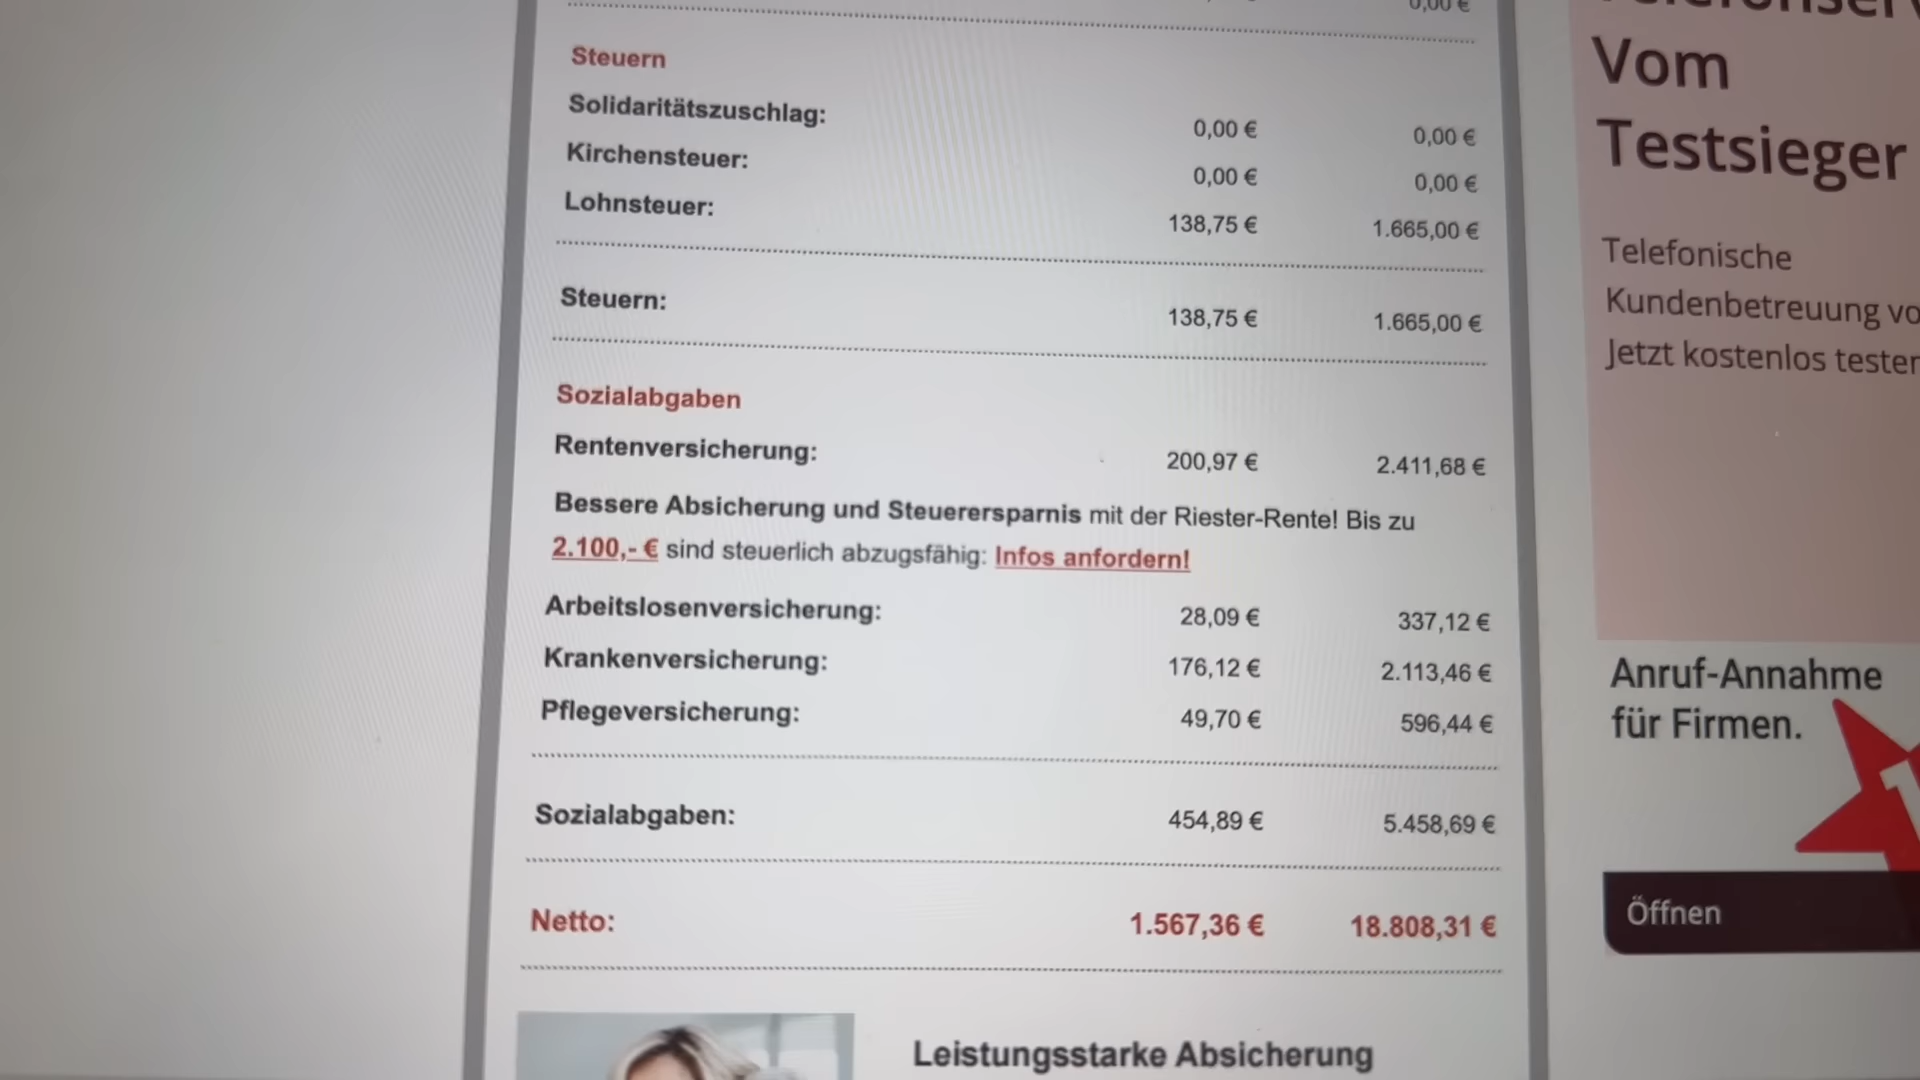 0,00 €
Steuern
Solidaritätszuschlag: 0,00 € 0,00 €
Kirchensteuer: 0,00 € 0,00 €
Lohnsteuer: 138,75 € 1.665,00 €
Steuern: 138,75 € 1.665,00 €
Sozialabgaben
Rentenversicherung: 200,97 € 2.411,68 €
Bessere Absicherung und Steuerersparnis mit der Riester-Rente! Bis zu
2.100,- € sind steuerlich abzugsfähig: Infos anfordern!
Arbeitslosenversicherung: 28,09 € 337,12 €
Krankenversicherung: 176,12 € 2.113,46 €
Pflegeversicherung: 49,70 € 596,44 €
Sozialabgaben: 454,89 € 5.458,69 €
Netto: 1.567,36 € 18.808,31 €
Leistungsstarke Absicherung
Vom
Testsieger
Telefonische
Kundenbetreuung vo
Jetzt kostenlos tester
Anruf-Annahme
für Firmen.
1
Öffnen